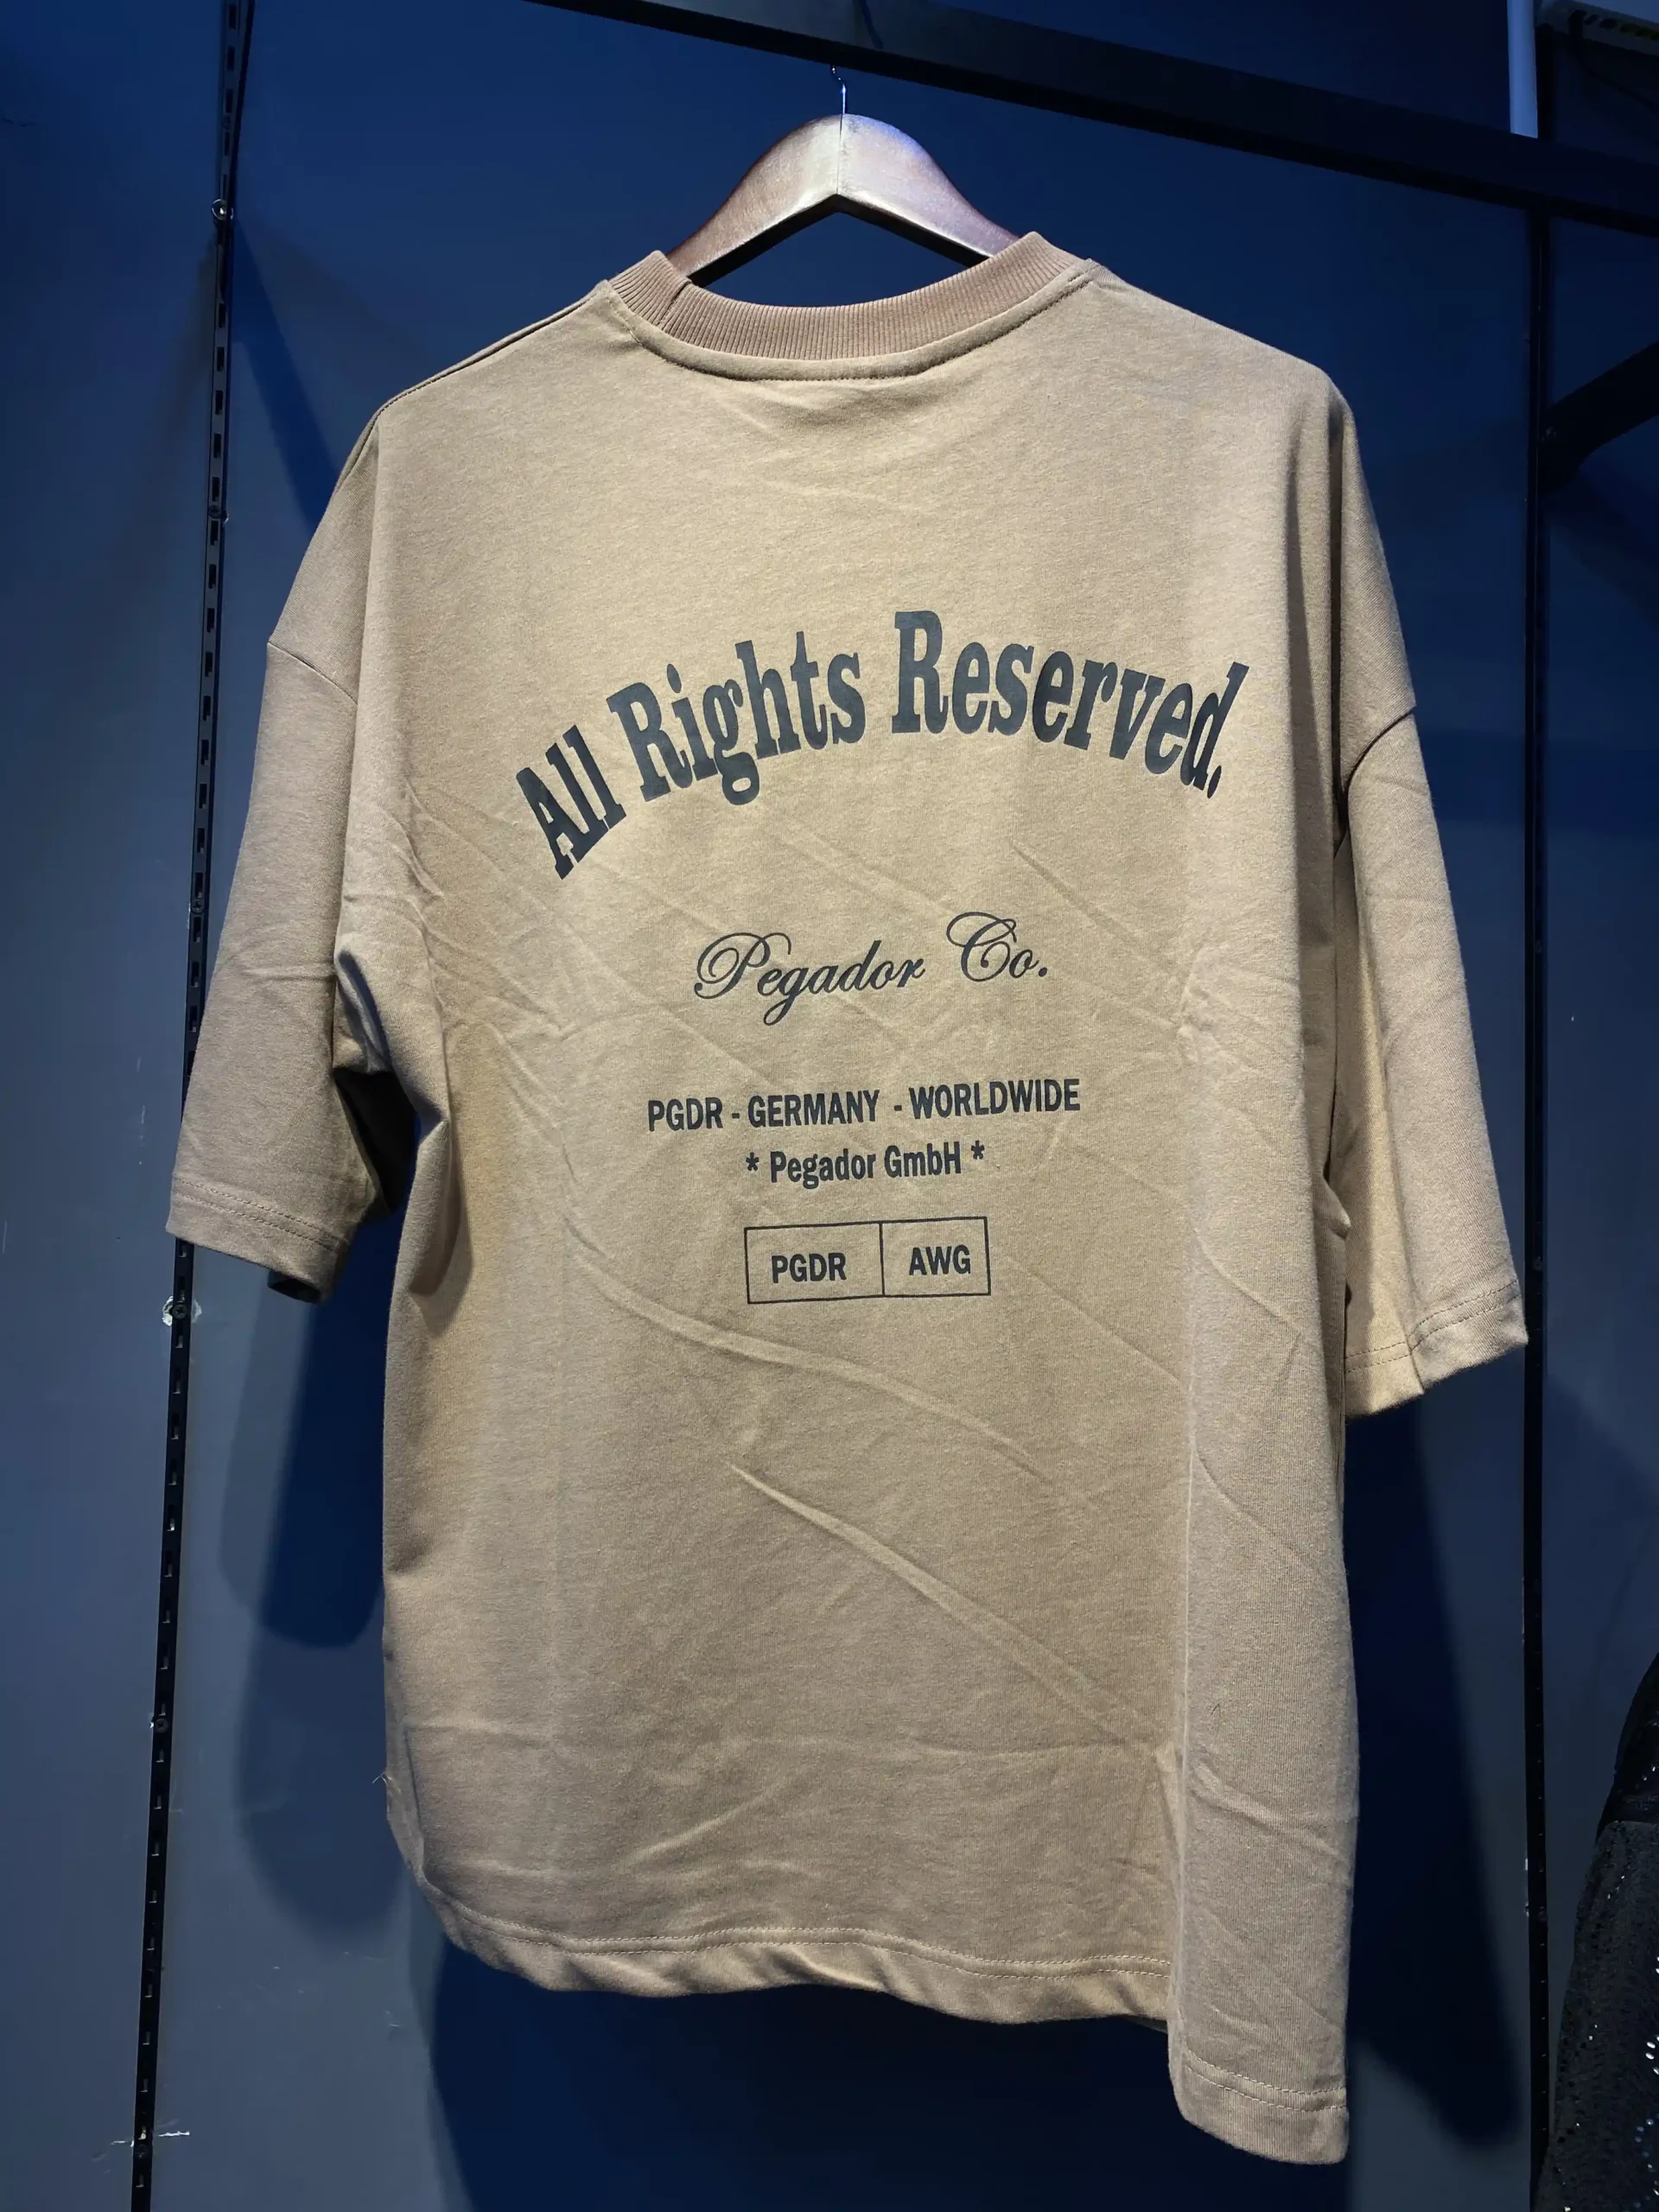 All Rights Reserved.
Pegador Co.
PGDR - GERMANY - WORLDWIDE
* Pegador GmbH *
PGDR AWG